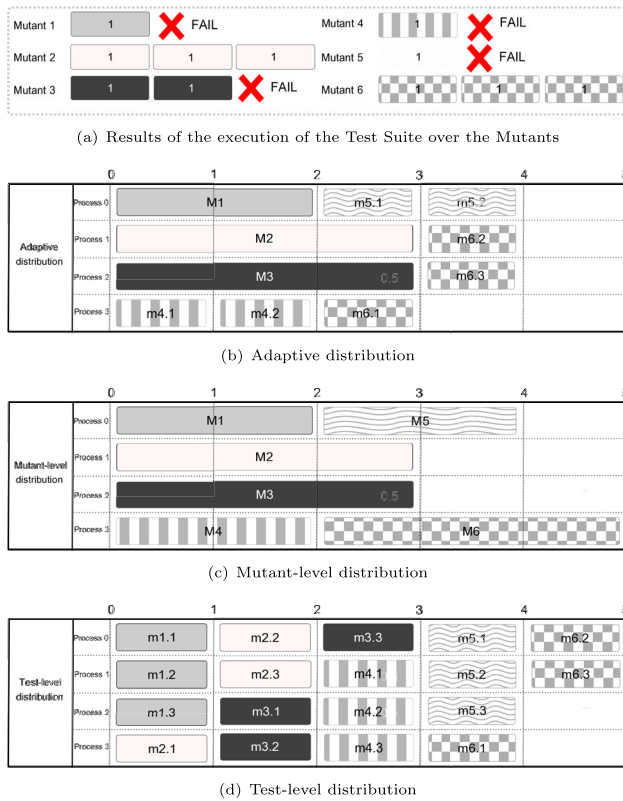 Mutant 1 1 FAIL Mutant 4 1 FAIL
Mutant 2 1 1 1 Mutant 5 1 FAIL
Mutant 3 1 1 FAIL Mutant 6 1 1 1
(a) Results of the execution of the Test Suite over the Mutants
0 1 2 3 4 5
Adaptive distribution
Process 0 M1 m5.1 m5.2
Process 1 M2 m6.2
Process 2 M3 0.5 m6.3
Process 3 m4.1 m4.2 m6.1
(b) Adaptive distribution
0 1 2 3 4 5
Mutant-level distribution
Process 0 M1 M5
Process 1 M2
Process 2 M3 0.5
Process 3 M4 M6
(c) Mutant-level distribution
0 1 2 3 4 5
Test-level distribution
Process 0 m1.1 m2.2 m3.3 m5.1 m6.2
Process 1 m1.2 m2.3 m4.1 m5.2 m6.3
Process 2 m1.3 m3.1 m4.2 m5.3
Process 3 m2.1 m3.2 m4.3 m6.1
(d) Test-level distribution